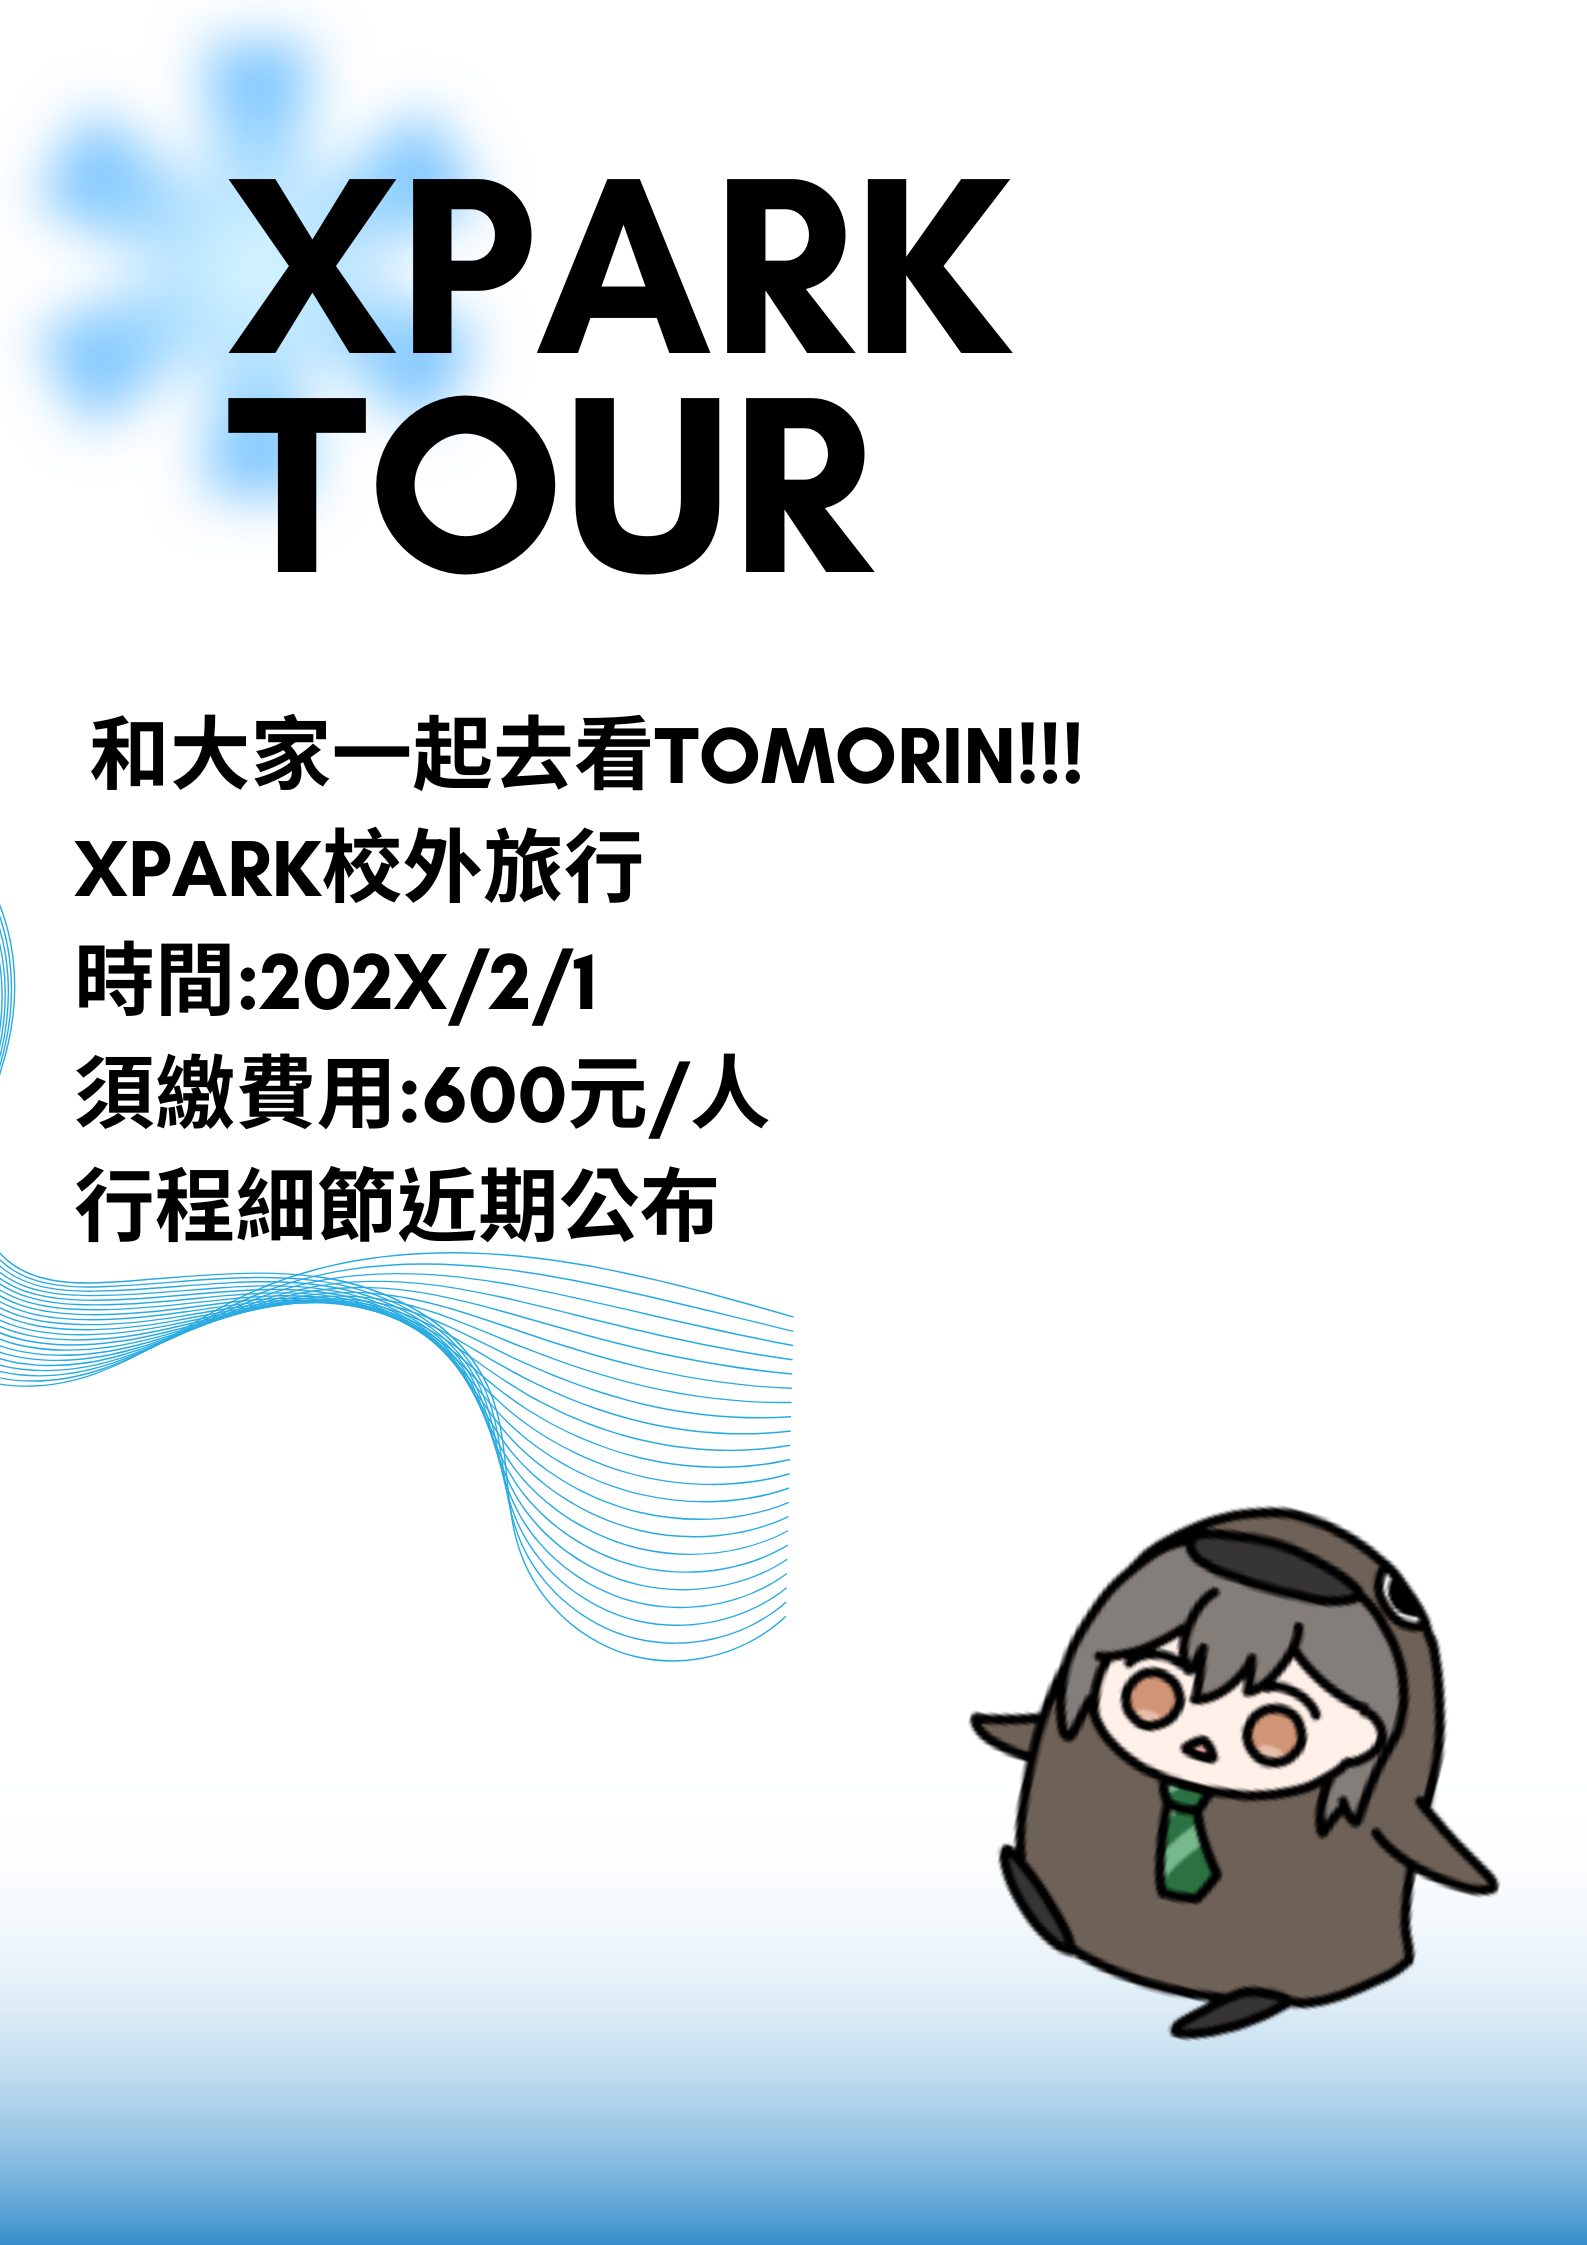 XPARK
TOUR
和大家一起去看TOMORIN!!!
XPARK校外旅行
時間:202X/2/1
須繳費用:600元/人
行程細節近期公布